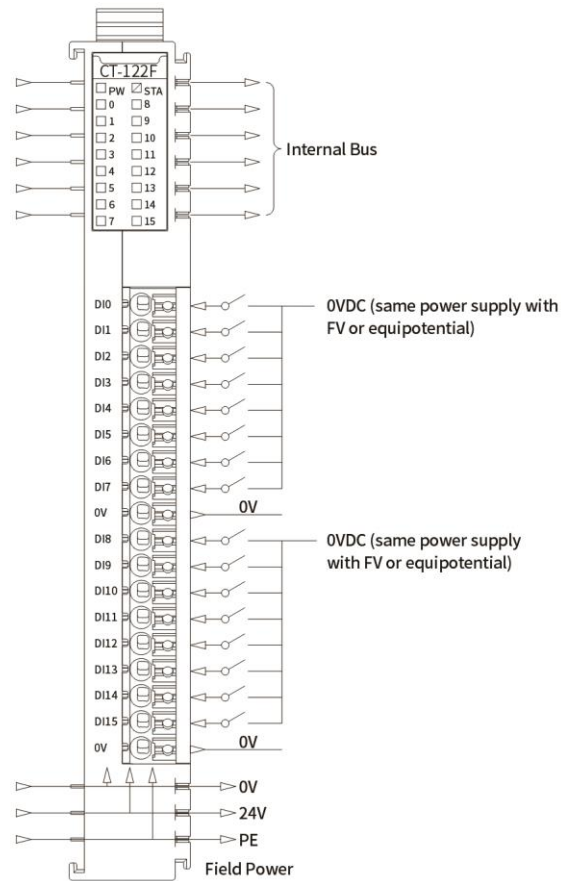 CT-122F
PW STA
0 8
1 9
2 10
3 11
4 12
5 13
6 14
7 15
Internal Bus
DI0
0VDC (same power supply with
FV or equipotential)
DI1
DI2
DI3
DI4
DI5
DI6
DI7
0V 0V
DI8
0VDC (same power supply
with FV or equipotential)
DI9
DI10
DI11
DI12
DI13
DI14
DI15
0V 0V
0V
24V
PE
Field Power